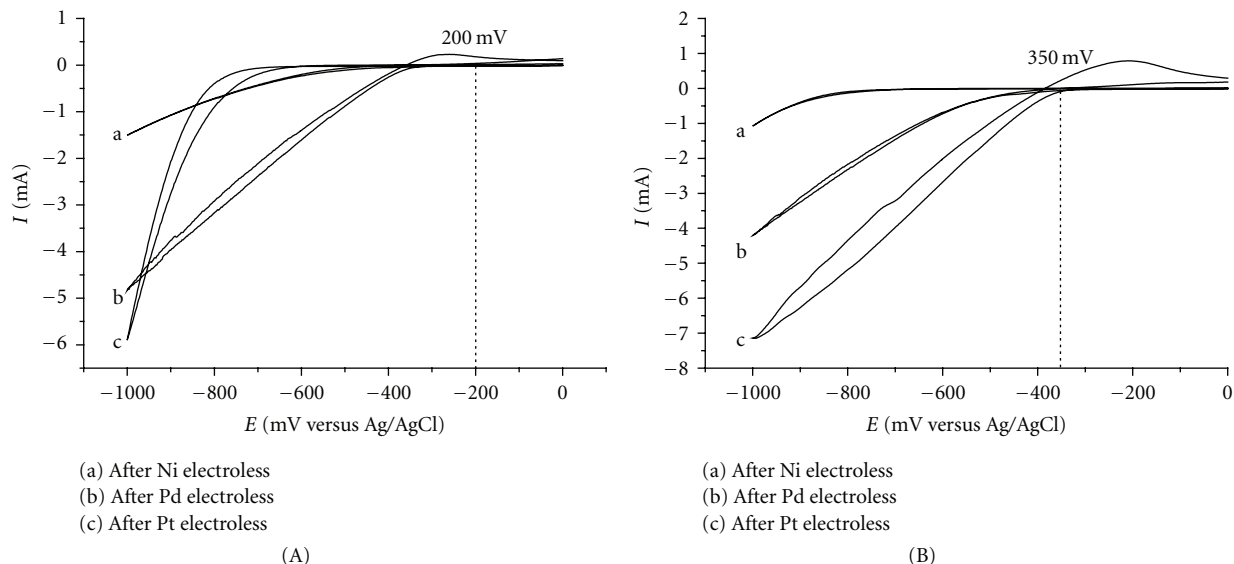 1
0
−1
−2
−3
−4
−5
−6
I (mA)
200 mV
a
b
c
−1000
−800
−600
−400
−200
0
E (mV versus Ag/AgCl)
(a) After Ni electroless
(b) After Pd electroless
(c) After Pt electroless
(A)
2
1
0
−1
−2
−3
−4
−5
−6
−7
−8
I (mA)
350 mV
a
b
c
−1000
−800
−600
−400
−200
0
E (mV versus Ag/AgCl)
(a) After Ni electroless
(b) After Pd electroless
(c) After Pt electroless
(B)